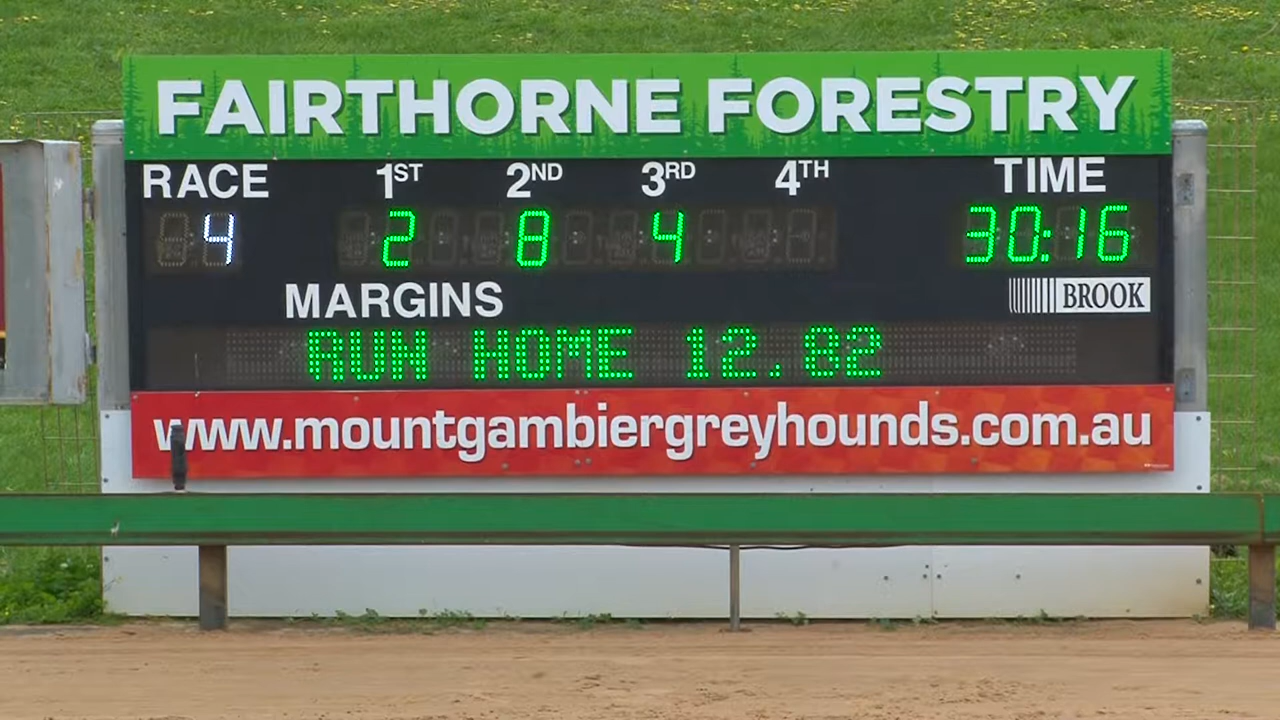 FAIRTHORNE FORESTRY
RACE 1ST 2ND 3RD 4TH TIME
4 2 8 4 30:16
MARGINS
BROOK
RUN HOME 12.82
www.mountgambiergreyhounds.com.au